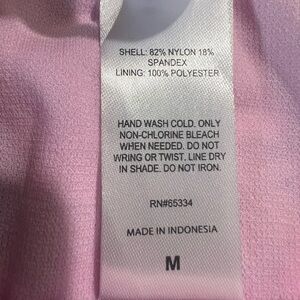 SHELL: 82% NYLON 18%
SPANDEX
LINING: 100% POLYESTER
HAND WASH COLD. ONLY
NON-CHLORINE BLEACH
WHEN NEEDED. DO NOT
WRING OR TWIST. LINE DRY
IN SHADE. DO NOT IRON.
RN#65334
MADE IN INDONESIA
M